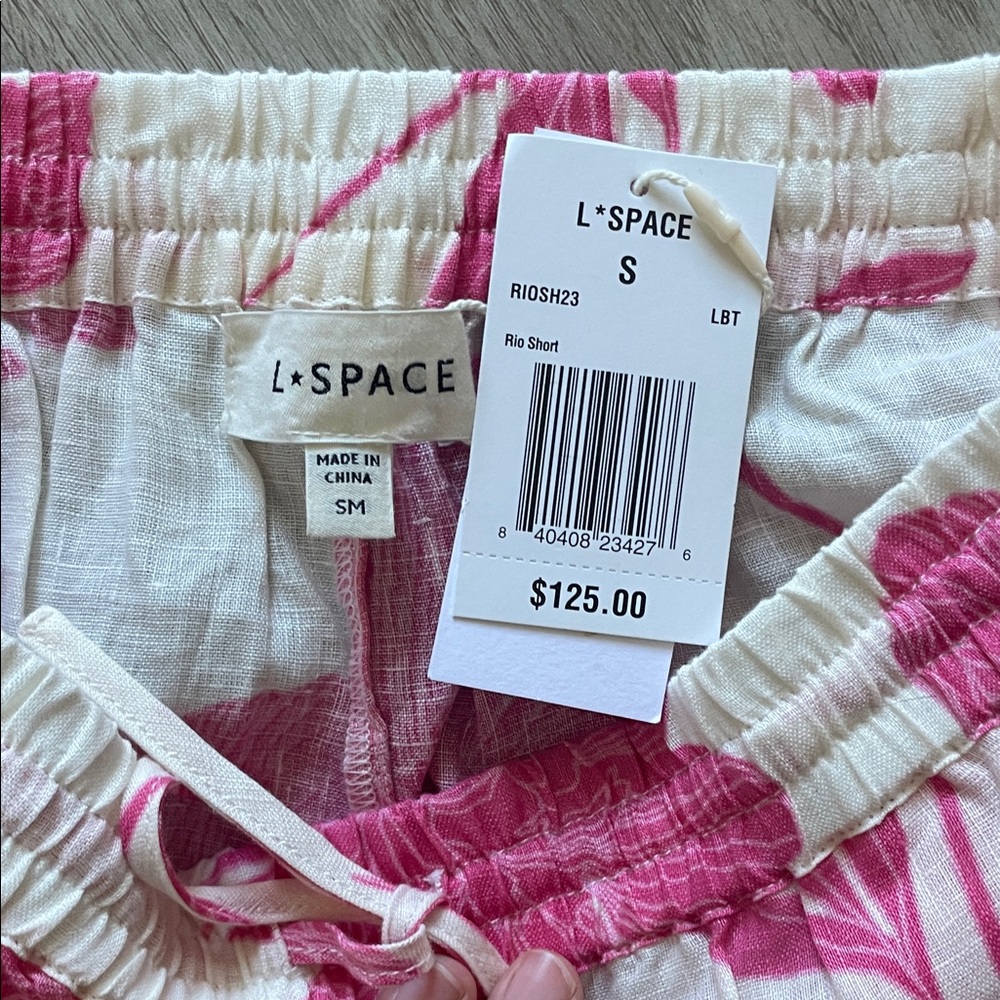 L*SPACE
S
RIOSH23
LBT
Rio Short
8 40408 23427 6
$125.00
L★SPACE
MADE IN
CHINA
SM